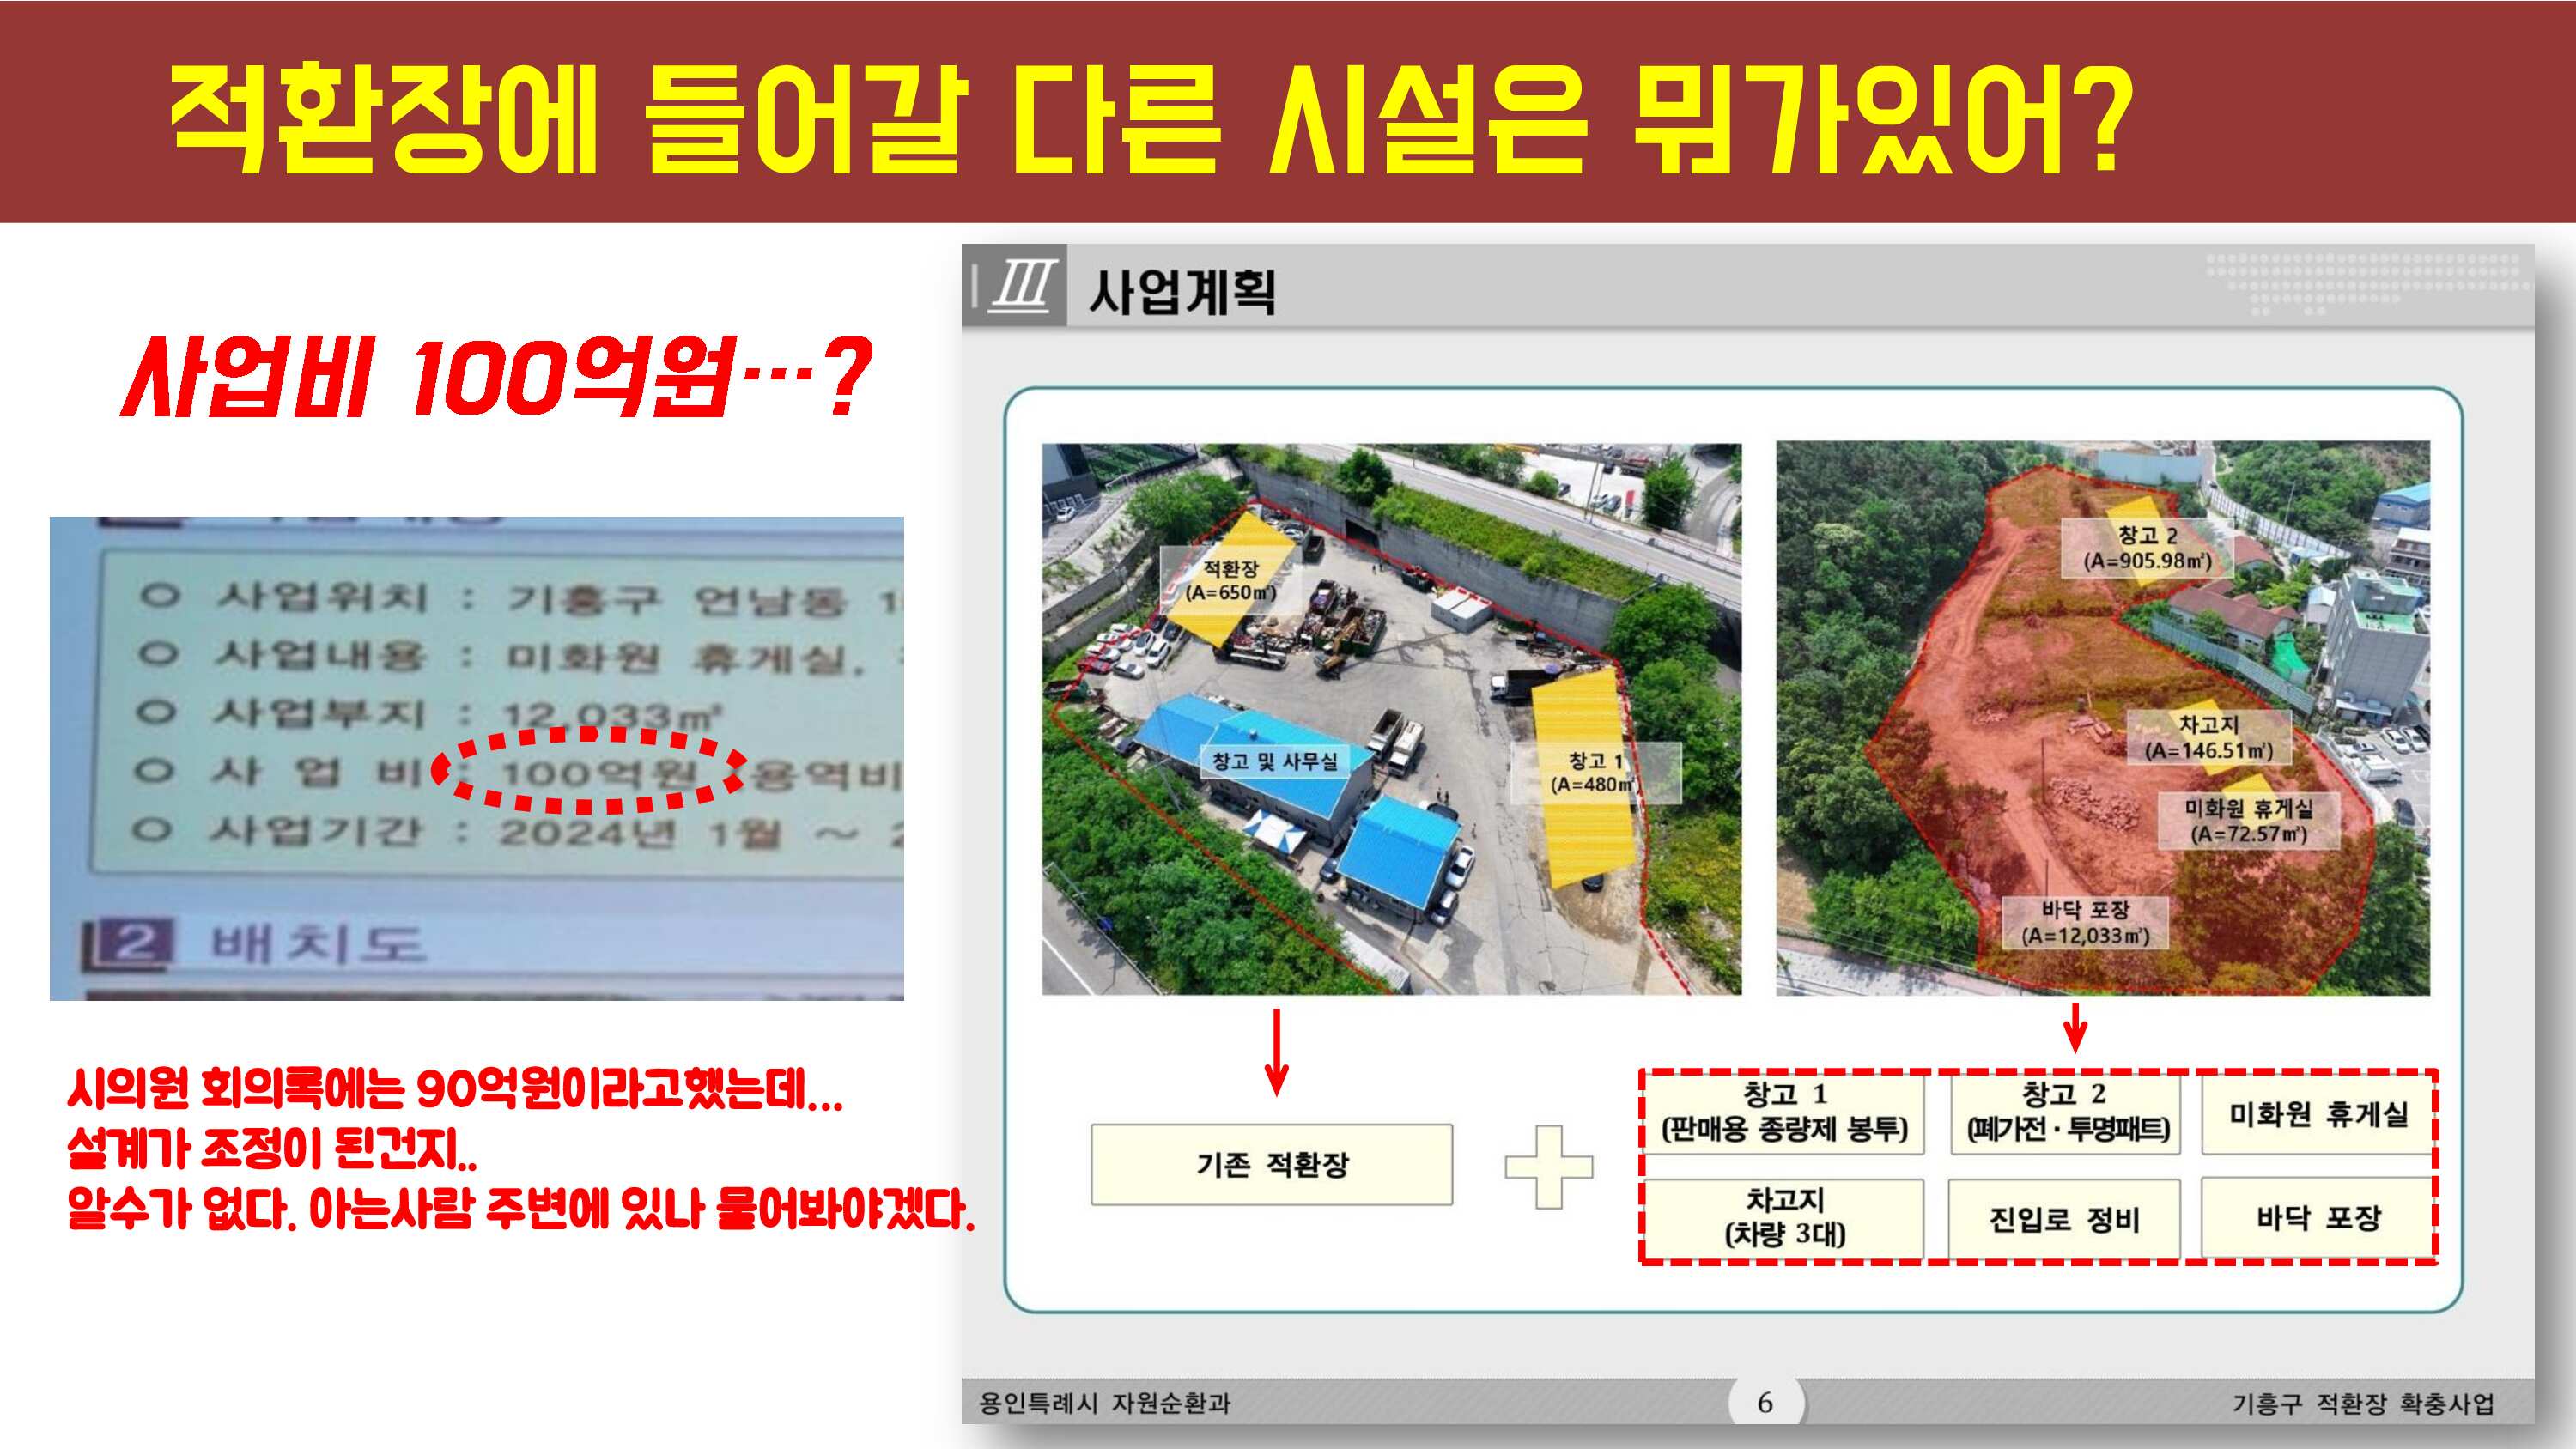 적환장에 들어갈 다른 시설은 뭐가있어?
사업비 100억원…?
사업위치 : 기흥구 언남동
사업내용 : 미화원 휴게실,
사업부지 : 12,033㎡
사 업 비 : 100억원 용역비
사업기간 : 2024년 1월 ~
2 배치도
시의원 회의록에는 90억원이라고했는데...
설계가 조정이 된건지..
알수가 없다. 아는사람 주변에 있나 물어봐야겠다.
Ⅲ 사업계획
적환장
(A=650㎡)
창고 및 사무실
창고 1
(A=480㎡)
창고 2
(A=905.98㎡)
차고지
(A=146.51㎡)
미화원 휴게실
(A=72.57㎡)
바닥 포장
(A=12,033㎡)
기존 적환장
창고 1
(판매용 종량제 봉투)
창고 2
(폐가전·투명패트)
미화원 휴게실
차고지
(차량 3대)
진입로 정비
바닥 포장
용인특례시 자원순환과
6
기흥구 적환장 확충사업